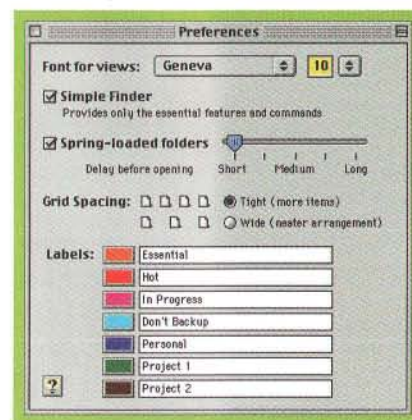 Preferences
Font for views: Geneva 10
Simple Finder
Provides only the essential features and commands
Spring-loaded folders
Delay before opening Short Medium Long
Grid Spacing: Tight (more items)
Wide (neater arrangement)
Labels: Essential
Hot
In Progress
Don't Backup
Personal
Project 1
? Project 2